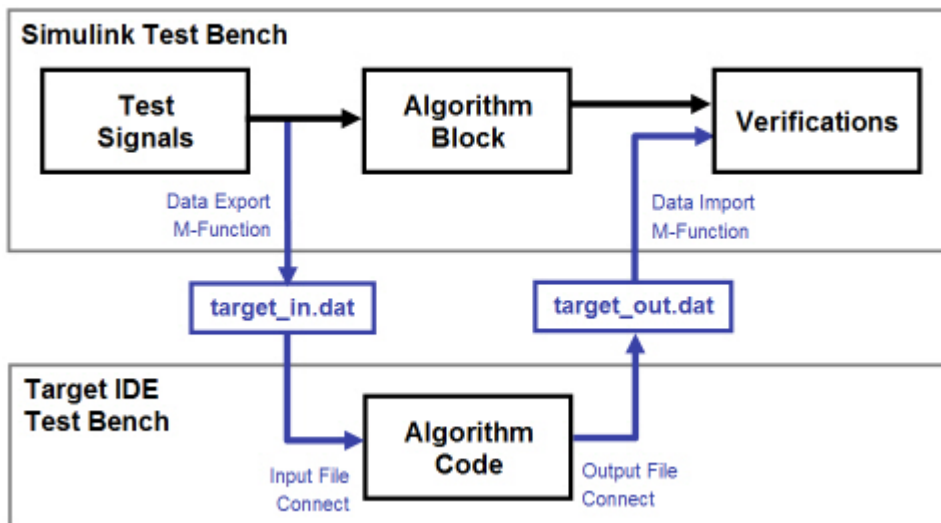 Simulink Test Bench
Test
Signals
Algorithm
Block
Verifications
Data Export
M-Function
Data Import
M-Function
target_in.dat
target_out.dat
Target IDE
Test Bench
Algorithm
Code
Input File
Connect
Output File
Connect